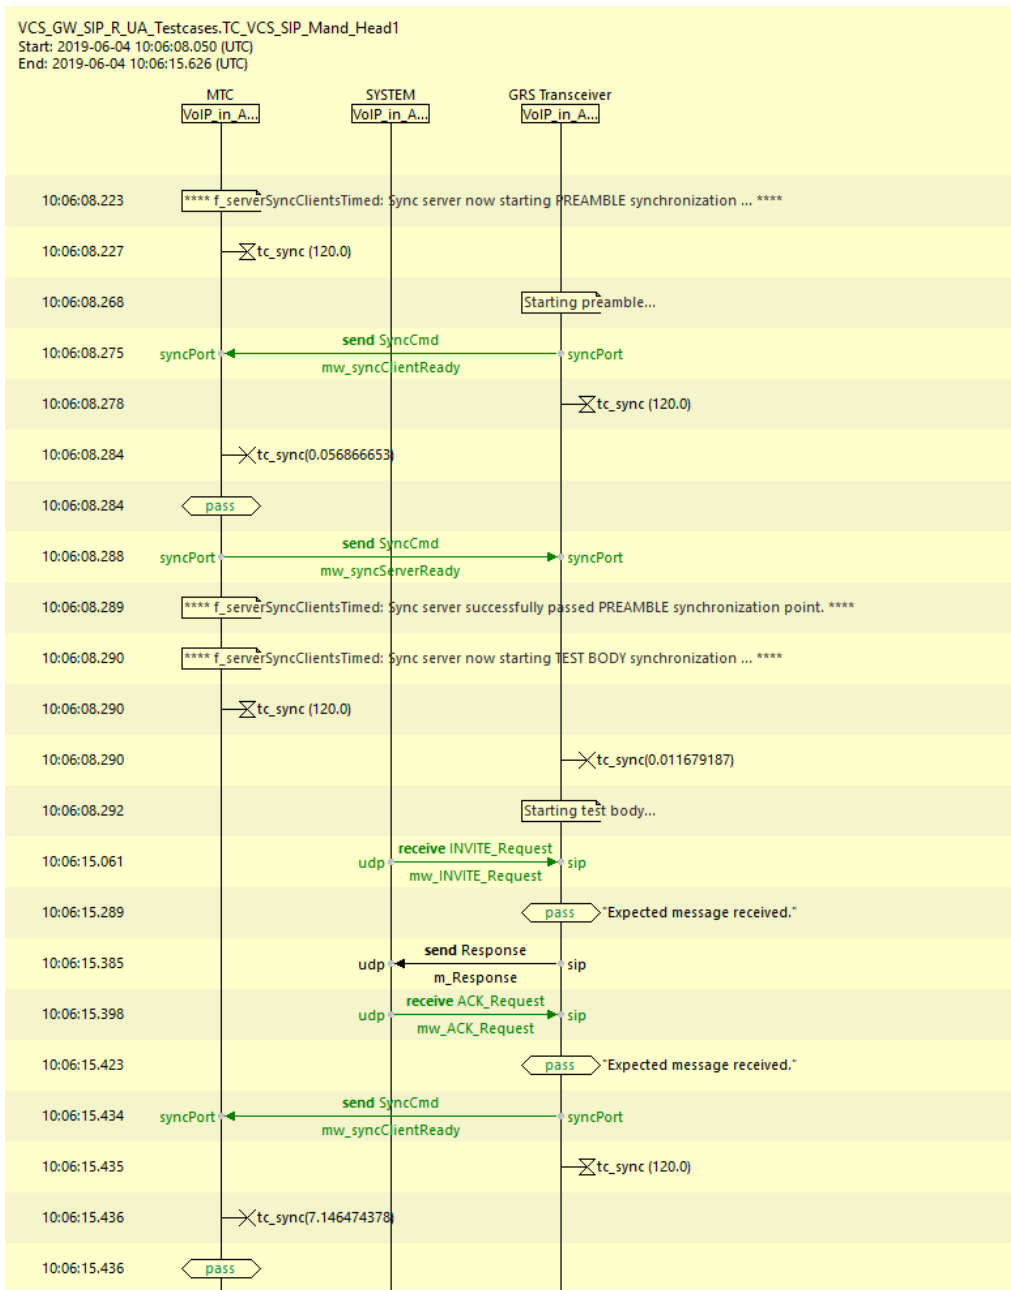 VCS_GW_SIP_R_UA_Testcases.TC_VCS_SIP_Mand_Head1
Start: 2019-06-04 10:06:08.050 (UTC)
End: 2019-06-04 10:06:15.626 (UTC)
MTC SYSTEM GRS Transceiver
VoIP_in_A... VoIP_in_A... VoIP_in_A...
10:06:08.223 **** f_serverSyncClientsTimed: Sync server now starting PREAMBLE synchronization ... ****
10:06:08.227 tc_sync (120.0)
10:06:08.268 Starting preamble...
send SyncCmd
10:06:08.275 syncPort syncPort
mw_syncClientReady
10:06:08.278 tc_sync (120.0)
10:06:08.284 tc_sync(0.056866653)
10:06:08.284 pass
send SyncCmd
10:06:08.288 syncPort syncPort
mw_syncServerReady
10:06:08.289 **** f_serverSyncClientsTimed: Sync server successfully passed PREAMBLE synchronization point. ****
10:06:08.290 **** f_serverSyncClientsTimed: Sync server now starting TEST BODY synchronization ... ****
10:06:08.290 tc_sync (120.0)
10:06:08.290 tc_sync(0.011679187)
10:06:08.292 Starting test body...
receive INVITE_Request
10:06:15.061 udp sip
mw_INVITE_Request
10:06:15.289 pass "Expected message received."
send Response
10:06:15.385 udp sip
m_Response
receive ACK_Request
10:06:15.398 udp sip
mw_ACK_Request
10:06:15.423 pass "Expected message received."
send SyncCmd
10:06:15.434 syncPort syncPort
mw_syncClientReady
10:06:15.435 tc_sync (120.0)
10:06:15.436 tc_sync(7.146474378)
10:06:15.436 pass